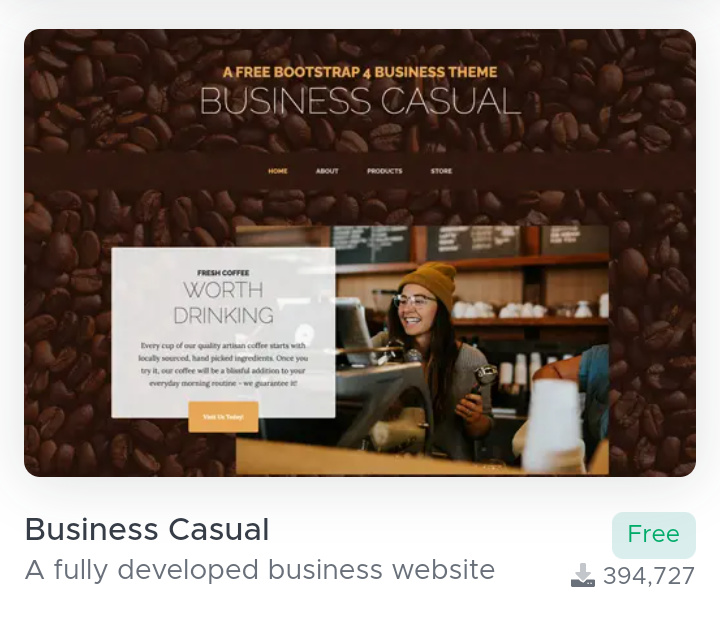 A FREE BOOTSTRAP 4 BUSINESS THEME
BUSINESS CASUAL
HOME ABOUT PRODUCTS STORE
FRESH COFFEE
WORTH
DRINKING
Every cup of our quality artisan coffee starts with
locally sourced, hand picked ingredients. Once you
try it, our coffee will be a blissful addition to your
everyday morning routine - we guarantee it!
Visit Us Today!
Business Casual
Free
A fully developed business website
394,727